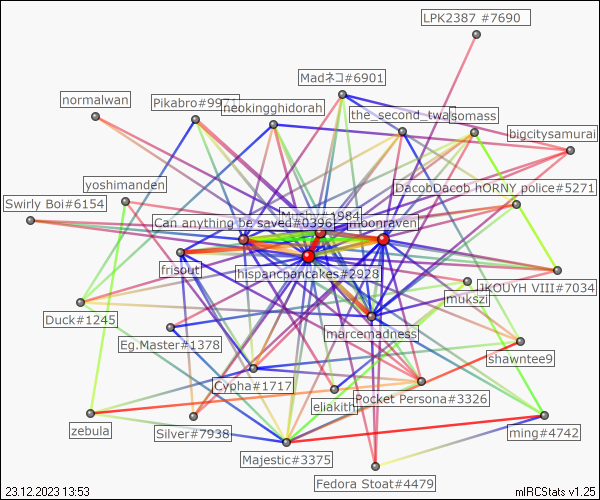 LPK2387 #7690
Madネコ#6901
normalwan
Pikabro#9971
neokingghidorah
the_second_twa
somass
bigcitysamurai
yoshimanden
DacobDacob hORNY police#5271
Swirly Boi#6154
Can anything be saved#0396
#1984
moonraven
frisout
hispancpancakes#2928
JKOUYH VIII#7034
mukszi
Duck#1245
Eg.Master#1378
marcemadness
shawntee9
Cypha#1717
Pocket Persona#3326
eliakith
zebula
Silver#7938
ming#4742
Majestic#3375
Fedora Stoat#4479
23.12.2023 13:53
mIRCStats v1.25